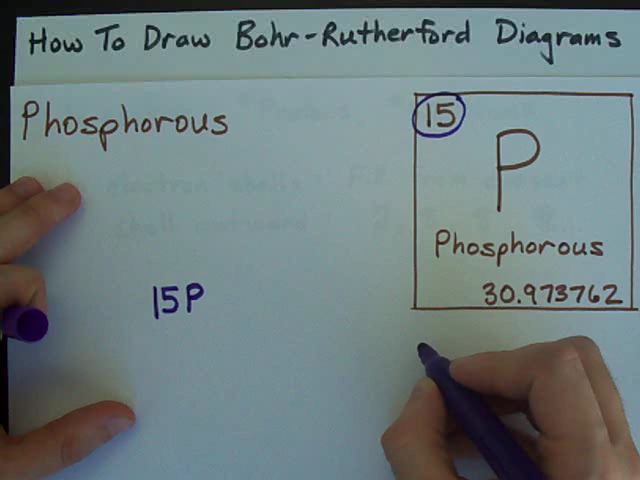 How To Draw Bohr-Rutherford Diagrams
Phosphorous
15
P
Phosphorous
30.973762
15P